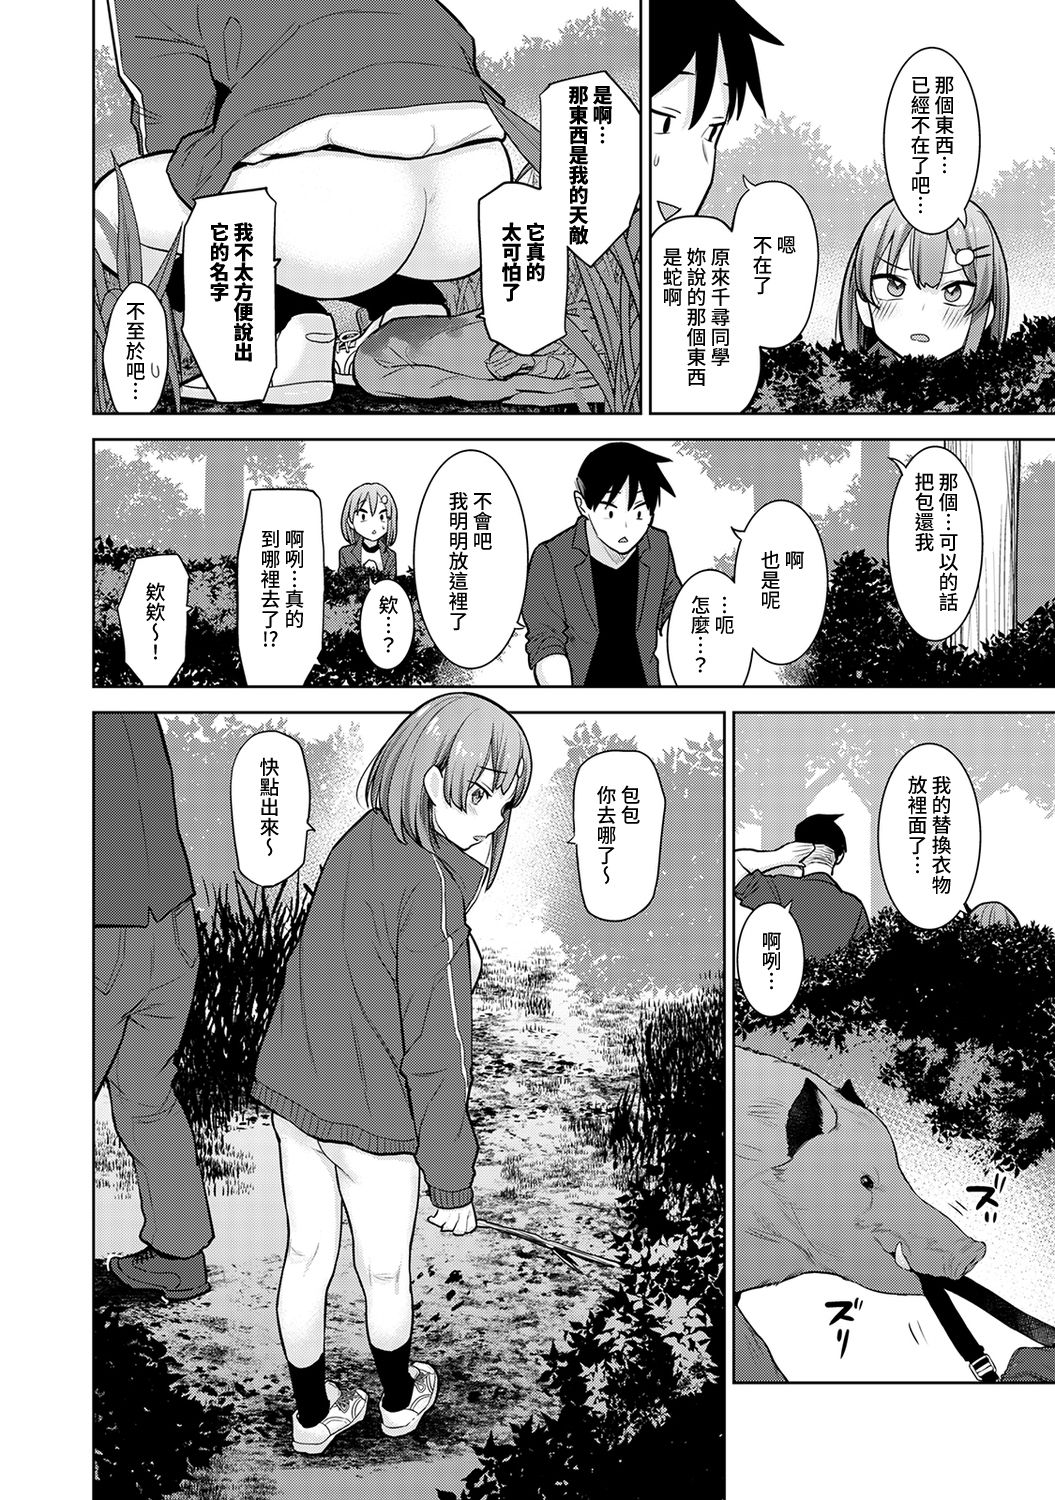 那個東西…
已經不在了吧…
嗯
不在了
原來千尋同學
妳說的那個東西
是蛇啊
是啊…
那東西是我的天敵
它真的
太可怕了
我不太方便說出
它的名字
不至於吧…
那個…可以的話
把包還我
啊
也是呢
…呃
怎麼…？
不會吧
我明明放這裡了
欸…？
啊咧…真的
到哪裡去了!?
欸欸～！
我的替換衣物
放裡面了…
啊咧…
ズ
ズ
ズリ
包包
你去哪了～
快點出來～